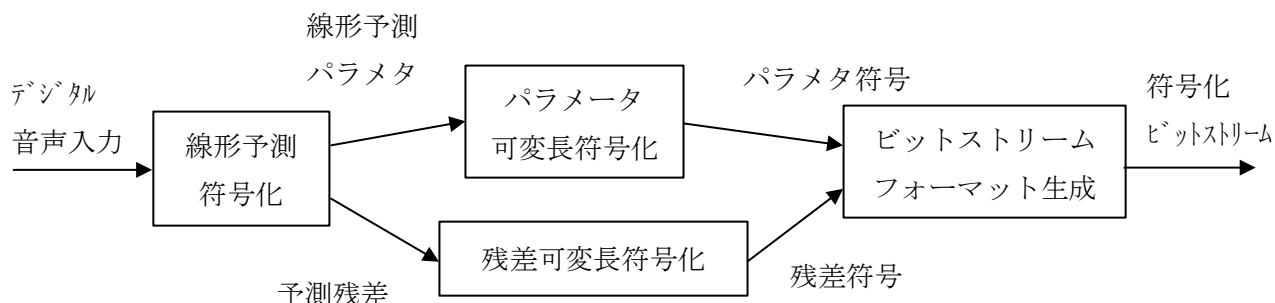 線形予測
パラメタ
ﾃﾞｼﾞﾀﾙ
音声入力
線形予測
符号化
パラメータ
可変長符号化
パラメタ符号
ビットストリーム
フォーマット生成
符号化
ﾋﾞｯﾄｽﾄﾘｰﾑ
残差可変長符号化
予測残差
残差符号